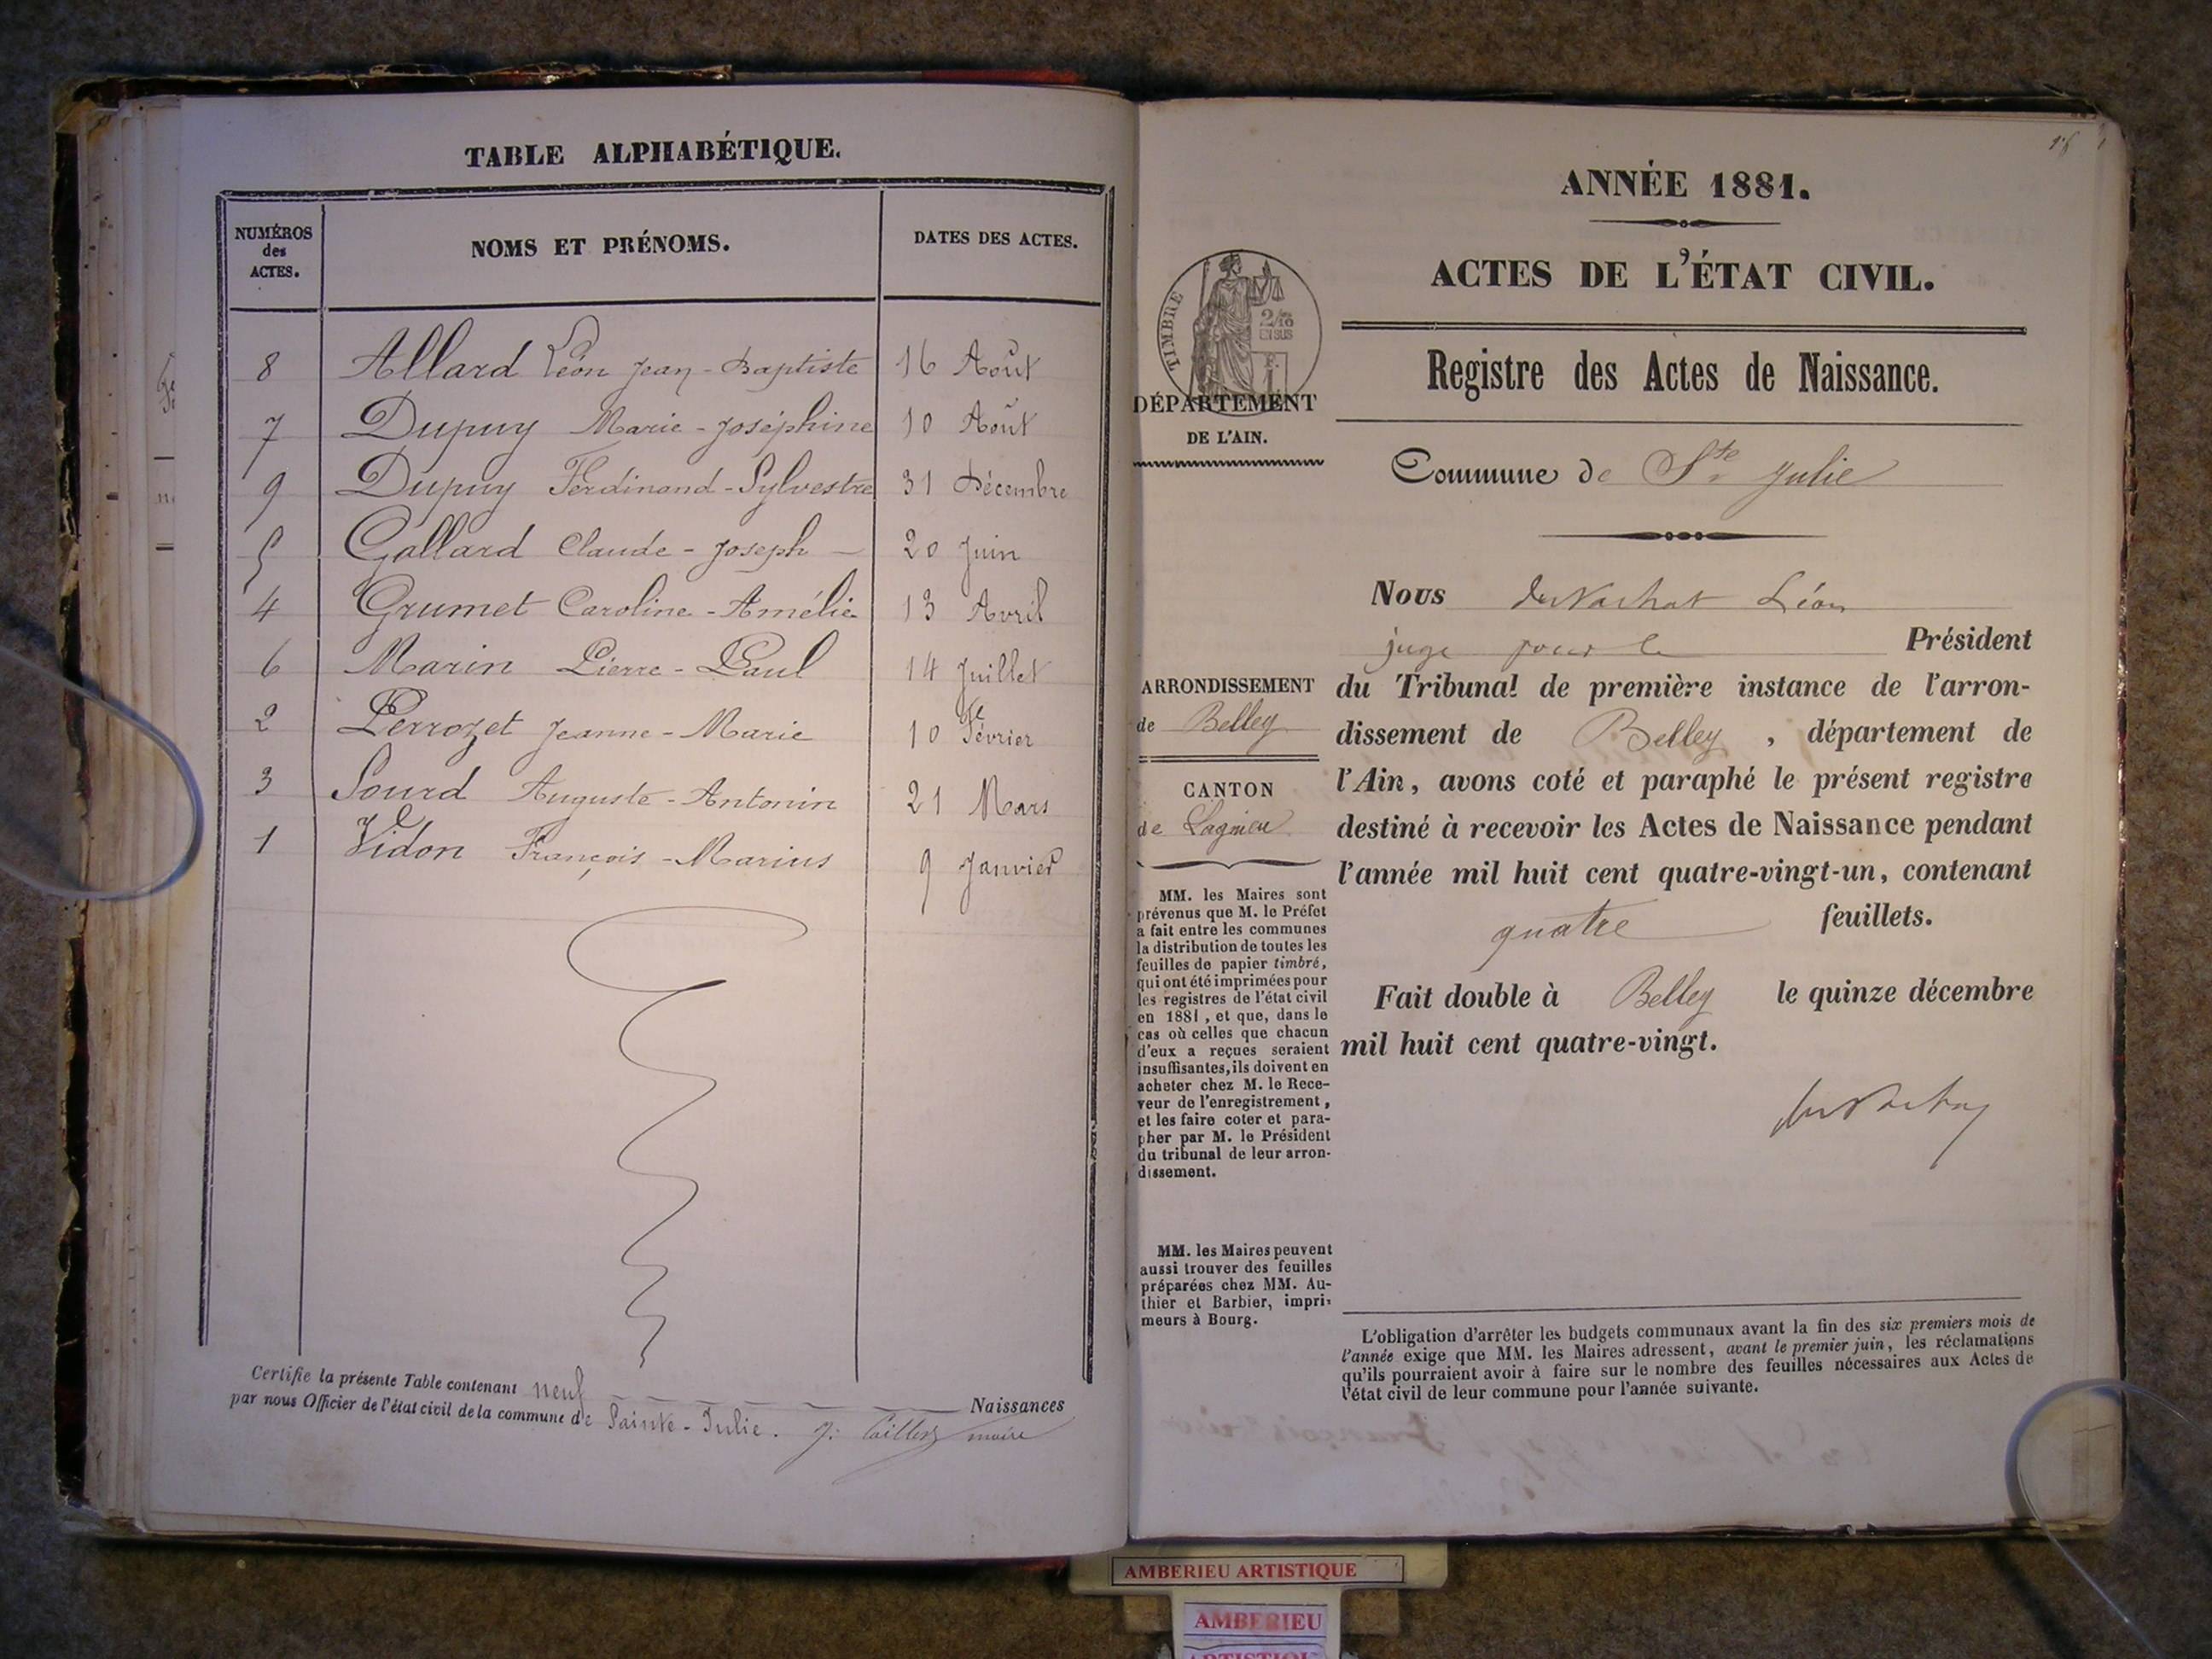 TABLE ALPHABÉTIQUE.
NUMÉROS des ACTES.
NOMS ET PRÉNOMS.
DATES DES ACTES.
8 Allard Léon Jean-Baptiste 16 Août
7 Dupuy Marie-Joséphine 10 Août
9 Dupuy Ferdinand-Sylvestre 31 Décembre
5 Gallard Claude-Joseph 20 Juin
4 Grumet Caroline-Amélie 13 Avril
6 Marin Pierre-Paul 14 Juillet
2 Perrozet Jeanne-Marie 10 Février
3 Sourd Auguste-Antonin 21 Mars
1 Vidon François-Marius 9 Janvier
Certifie la présente Table contenant neuf Naissances
par nous Officier de l'état civil de la commune de Sainte-Julie. J. maire
ANNÉE 1881.
ACTES DE L'ÉTAT CIVIL.
TIMBRE
2/10
EN SUS
DÉPARTEMENT
DE L'AIN.
Registre des Actes de Naissance.
Commune de Ste Julie
Nous Léon
juge pour le Président
du Tribunal de première instance de l'arron-
dissement de Belley, département de
l'Ain, avons coté et paraphé le présent registre
destiné à recevoir les Actes de Naissance pendant
l'année mil huit cent quatre-vingt-un, contenant
quatre feuillets.
Fait double à Belley le quinze décembre
mil huit cent quatre-vingt.
ARRONDISSEMENT
de Belley
CANTON
de Lagnieu
MM. les Maires sont
prévenus que M. le Préfet
a fait entre les communes
la distribution de toutes les
feuilles de papier timbré,
qui ont été imprimées pour
les registres de l'état civil
en 1881, et que, dans le
cas où celles que chacun
d'eux a reçues seraient
insuffisantes, ils doivent en
acheter chez M. le Rece-
veur de l'enregistrement,
et les faire coter et para-
pher par M. le Président
du tribunal de leur arron-
dissement.
MM. les Maires peuvent
aussi trouver des feuilles
préparées chez MM. Au-
thier et Barbier, impri-
meurs à Bourg.
L'obligation d'arrêter les budgets communaux avant la fin des six premiers mois de
l'année exige que MM. les Maires adressent, avant le premier juin, les réclamations
qu'ils pourraient avoir à faire sur le nombre des feuilles nécessaires aux Actes de
l'état civil de leur commune pour l'année suivante.
AMBERIEU ARTISTIQUE
AMBERIEU